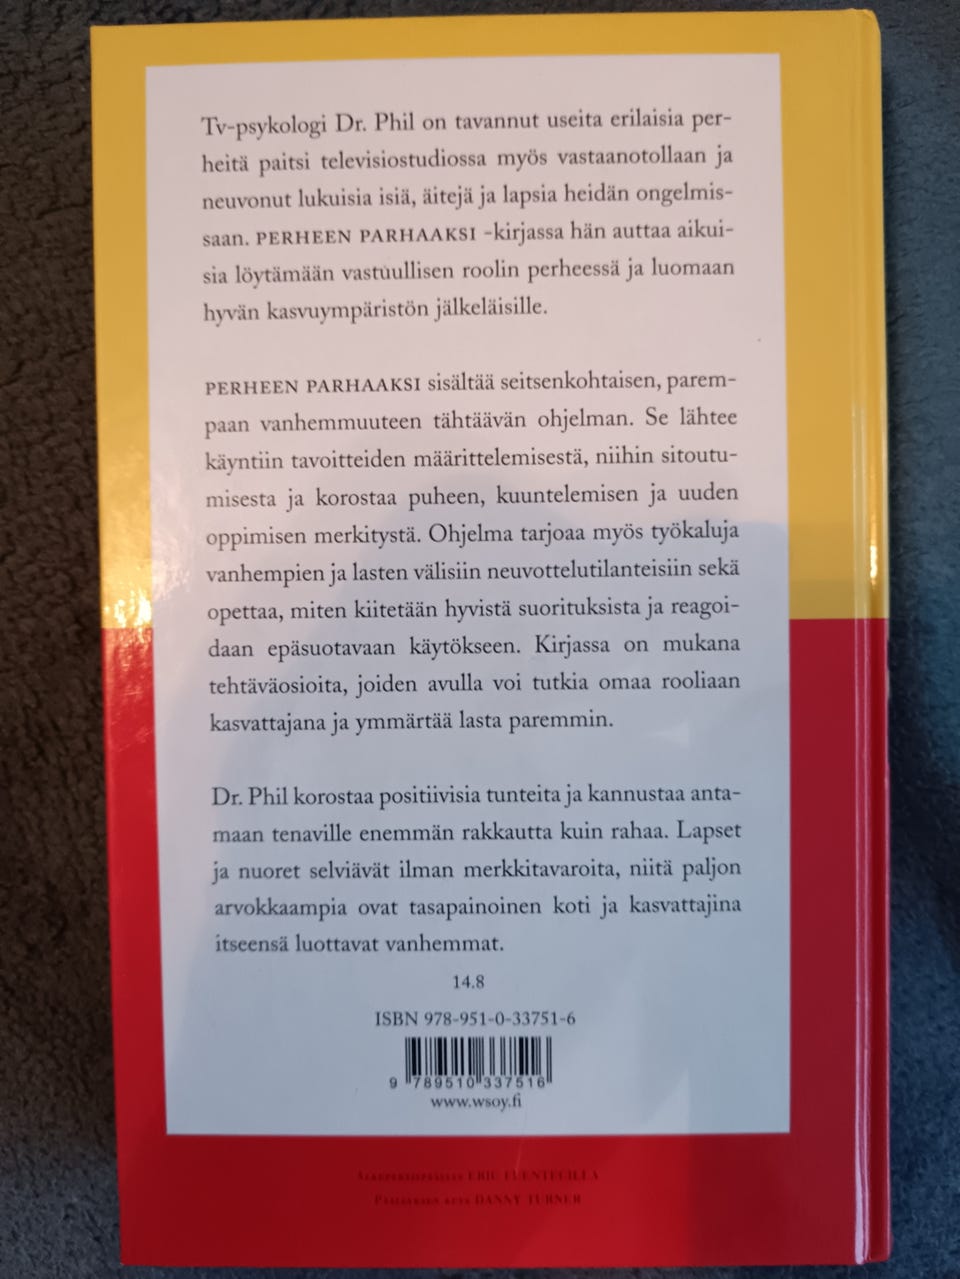 Tv-psykologi Dr. Phil on tavannut useita erilaisia per-
heitä paitsi televisiostudiossa myös vastaanotollaan ja
neuvonut lukuisia isiä, äitejä ja lapsia heidän ongelmis-
saan. PERHEEN PARHAAKSI -kirjassa hän auttaa aikui-
sia löytämään vastuullisen roolin perheessä ja luomaan
hyvän kasvuympäristön jälkeläisille.
PERHEEN PARHAAKSI sisältää seitsenkohtaisen, parem-
paan vanhemmuuteen tähtäävän ohjelman. Se lähtee
käyntiin tavoitteiden määrittelemisestä, niihin sitoutu-
misesta ja korostaa puheen, kuuntelemisen ja uuden
oppimisen merkitystä. Ohjelma tarjoaa myös työkaluja
vanhempien ja lasten välisiin neuvottelutilanteisiin sekä
opettaa, miten kiitetään hyvistä suorituksista ja reagoi-
daan epäsuotavaan käytökseen. Kirjassa on mukana
tehtäväosioita, joiden avulla voi tutkia omaa rooliaan
kasvattajana ja ymmärtää lasta paremmin.
Dr. Phil korostaa positiivisia tunteita ja kannustaa anta-
maan tenaville enemmän rakkautta kuin rahaa. Lapset
ja nuoret selviävät ilman merkkitavaroita, niitä paljon
arvokkaampia ovat tasapainoinen koti ja kasvattajina
itseensä luottavat vanhemmat.
14.8
ISBN 978-951-0-33751-6
9 789510 337516
www.wsoy.fi
ERIC FUENTECILLA
DANNY TURNER